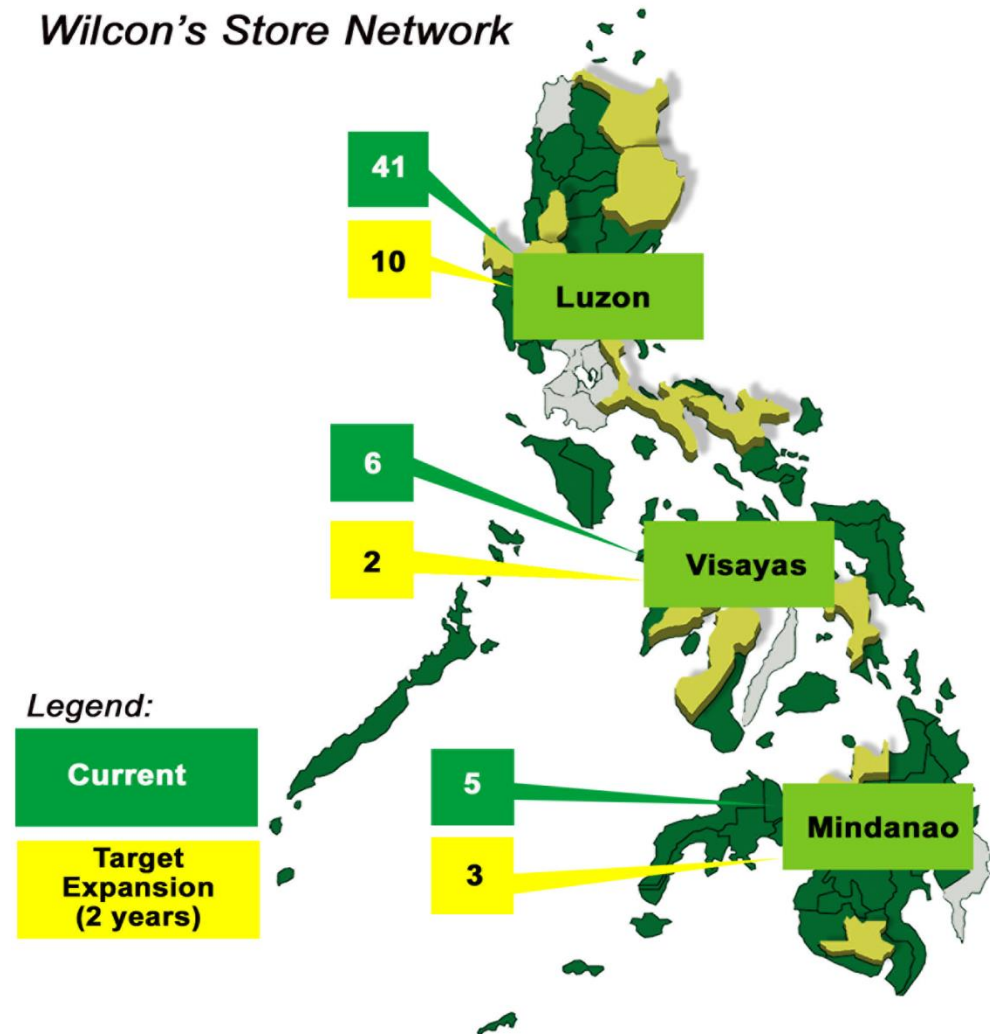 Wilcon's Store Network
41
10
Luzon
6
2
Visayas
Legend:
Current
Target
Expansion
(2 years)
5
3
Mindanao